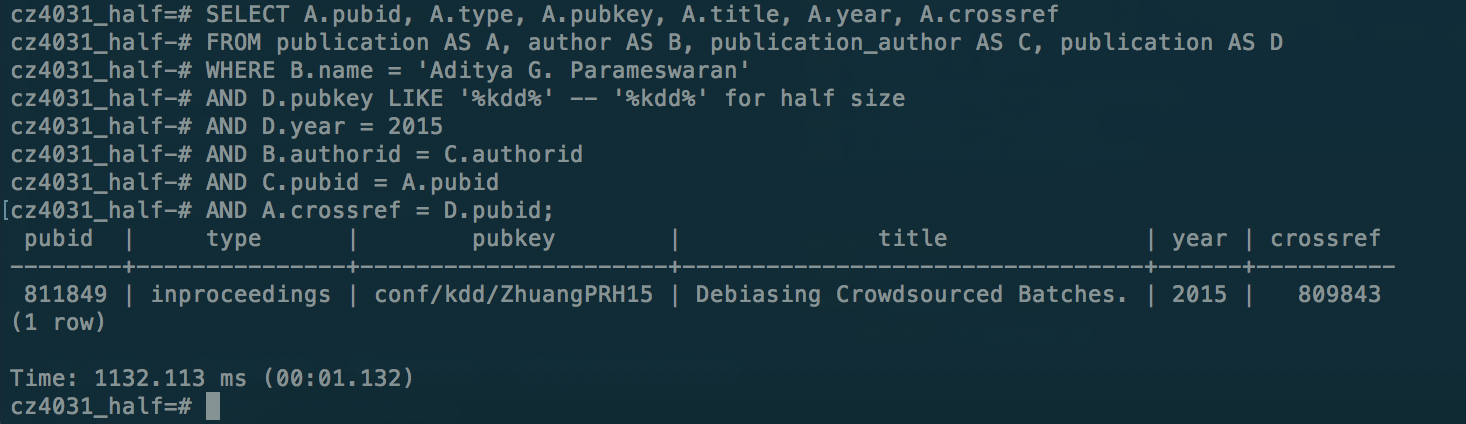 cz4031_half=# SELECT A.pubid, A.type, A.pubkey, A.title, A.year, A.crossref
cz4031_half-# FROM publication AS A, author AS B, publication_author AS C, publication AS D
cz4031_half-# WHERE B.name = 'Aditya G. Parameswaran'
cz4031_half-# AND D.pubkey LIKE '%kdd%' -- '%kdd%' for half size
cz4031_half-# AND D.year = 2015
cz4031_half-# AND B.authorid = C.authorid
cz4031_half-# AND C.pubid = A.pubid
[cz4031_half-# AND A.crossref = D.pubid;
 pubid  |     type      |        pubkey         |              title              | year | crossref
--------+---------------+-----------------------+---------------------------------+------+----------
 811849 | inproceedings | conf/kdd/ZhuangPRH15 | Debiasing Crowdsourced Batches. | 2015 |   809843
(1 row)
Time: 1132.113 ms (00:01.132)
cz4031_half=#